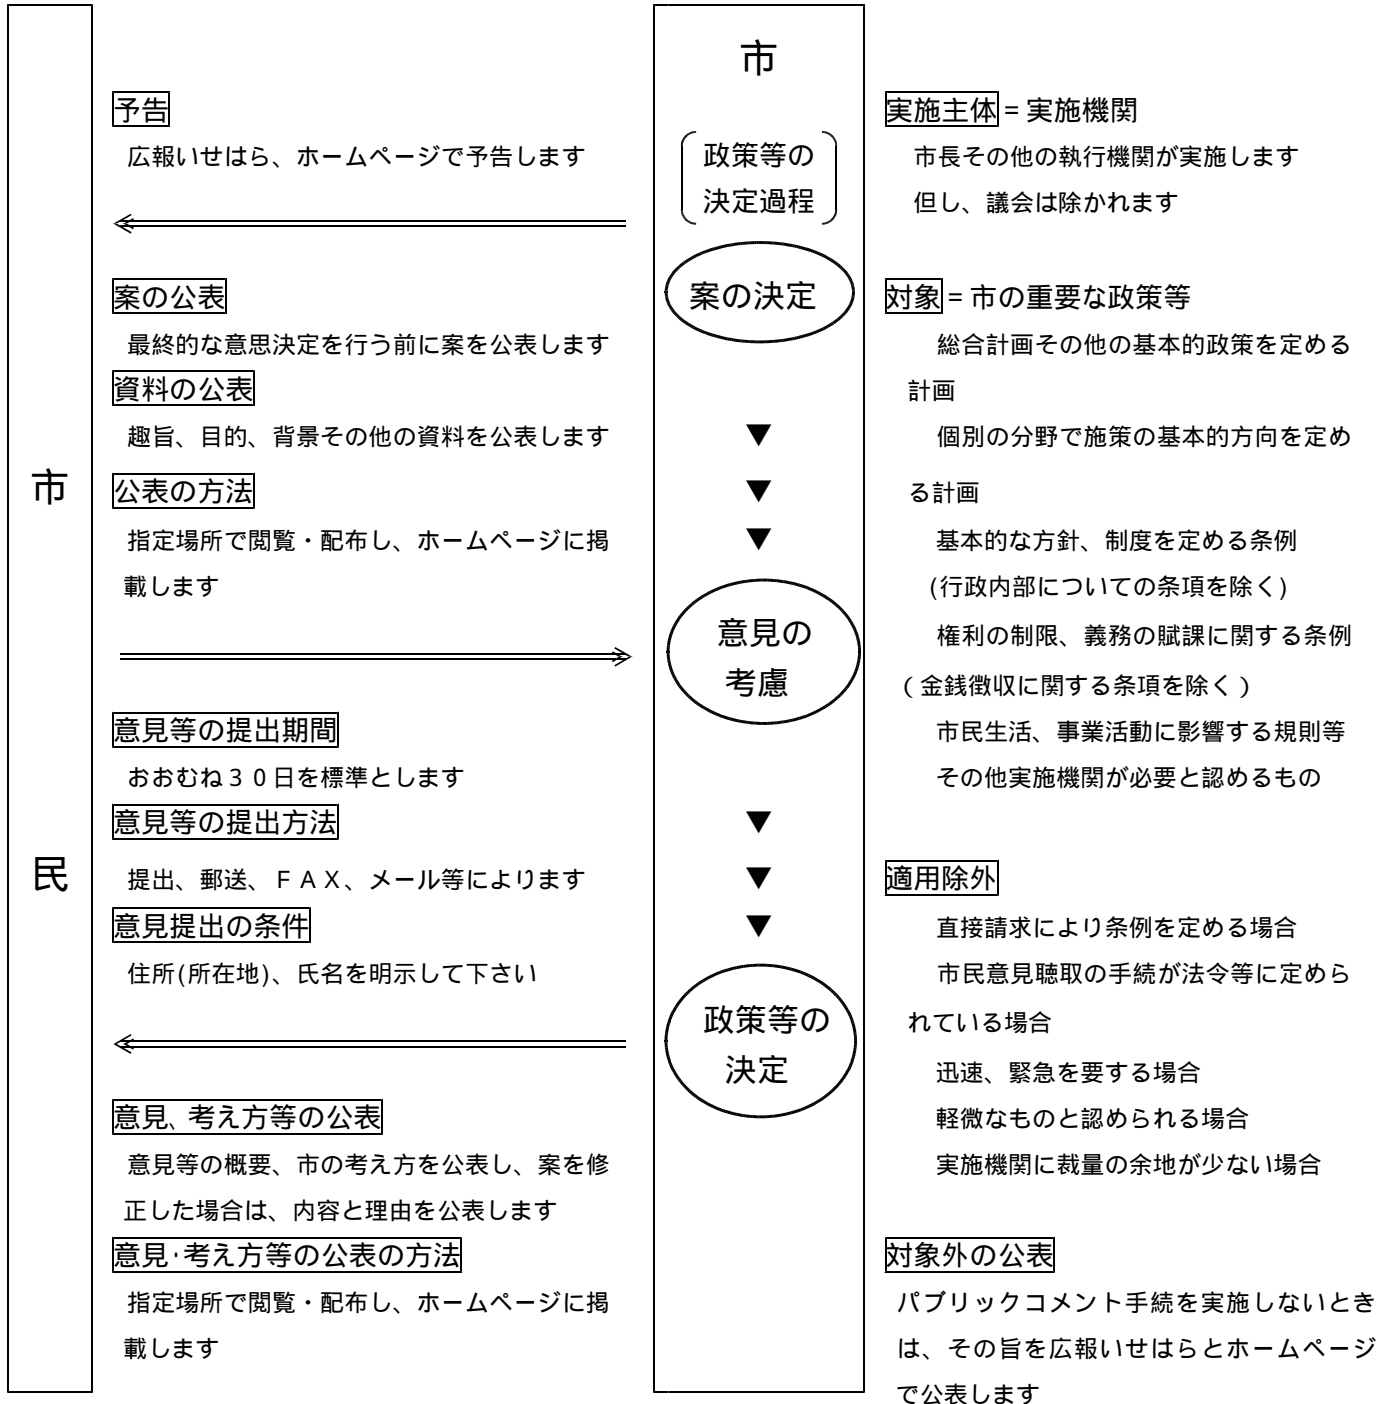 市
民
予告
広報いせはら、ホームページで予告します
案の公表
最終的な意思決定を行う前に案を公表します
資料の公表
趣旨、目的、背景その他の資料を公表します
公表の方法
指定場所で閲覧・配布し、ホームページに掲
載します
意見等の提出期間
おおむね30日を標準とします
意見等の提出方法
提出、郵送、FAX、メール等によります
意見提出の条件
住所(所在地)、氏名を明示して下さい
意見、考え方等の公表
意見等の概要、市の考え方を公表し、案を修
正した場合は、内容と理由を公表します
意見・考え方等の公表の方法
指定場所で閲覧・配布し、ホームページに掲
載します
市
政策等の
決定過程
案の決定
▼
▼
▼
意見の
考慮
▼
▼
▼
政策等の
決定
実施主体=実施機関
市長その他の執行機関が実施します
但し、議会は除かれます
対象=市の重要な政策等
総合計画その他の基本的政策を定める
計画
個別の分野で施策の基本的方向を定め
る計画
基本的な方針、制度を定める条例
(行政内部についての条項を除く)
権利の制限、義務の賦課に関する条例
(金銭徴収に関する条項を除く)
市民生活、事業活動に影響する規則等
その他実施機関が必要と認めるもの
適用除外
直接請求により条例を定める場合
市民意見聴取の手続が法令等に定めら
れている場合
迅速、緊急を要する場合
軽微なものと認められる場合
実施機関に裁量の余地が少ない場合
対象外の公表
パブリックコメント手続を実施しないとき
は、その旨を広報いせはらとホームページ
で公表します